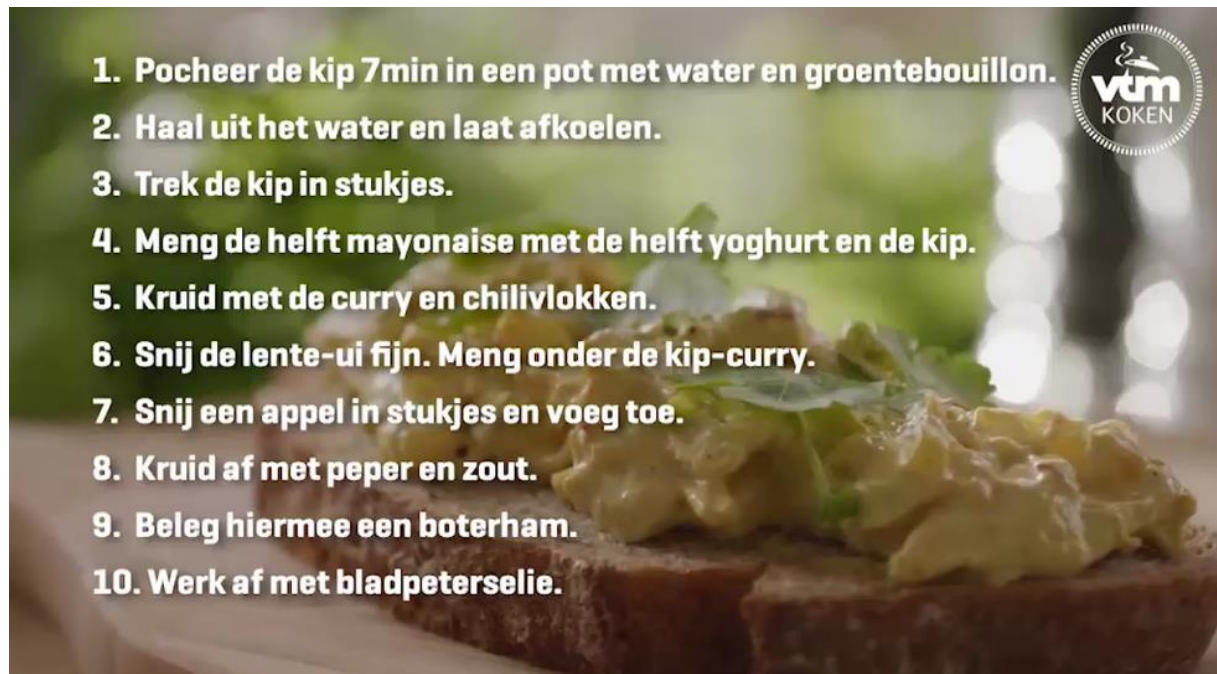 1. Pocheer de kip 7min in een pot met water en groentebouillon.
2. Haal uit het water en laat afkoelen.
3. Trek de kip in stukjes.
4. Meng de helft mayonaise met de helft yoghurt en de kip.
5. Kruid met de curry en chilivlokken.
6. Snij de lente-ui fijn. Meng onder de kip-curry.
7. Snij een appel in stukjes en voeg toe.
8. Kruid af met peper en zout.
9. Beleg hiermee een boterham.
10. Werk af met bladpeterselie.
vtm
KOKEN